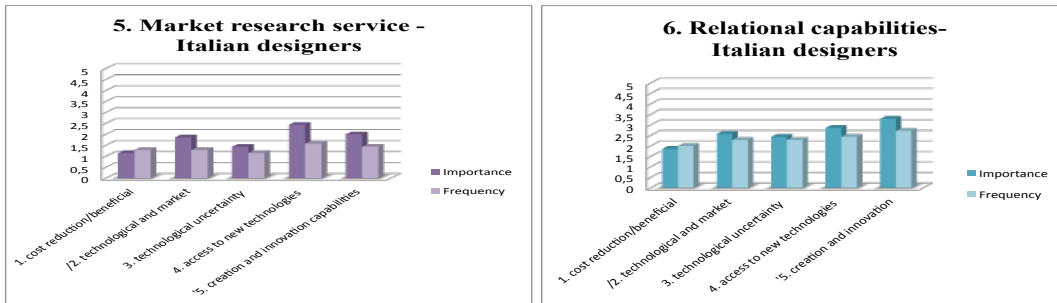 5. Market research service -
Italian designers
5
4,5
4
3,5
3
2,5
2
1,5
1
0,5
0
Importance
Frequency
1. cost reduction/beneficial
/2. technological and market
3. technological uncertainty
4. access to new technologies
'5. creation and innovation capabilities
6. Relational capabilities-
Italian designers
5
4,5
4
3,5
3
2,5
2
1,5
1
0,5
0
Importance
Frequency
1. cost reduction/beneficial
/2. technological and market
3. technological uncertainty
4. access to new technologies
'5. creation and innovation